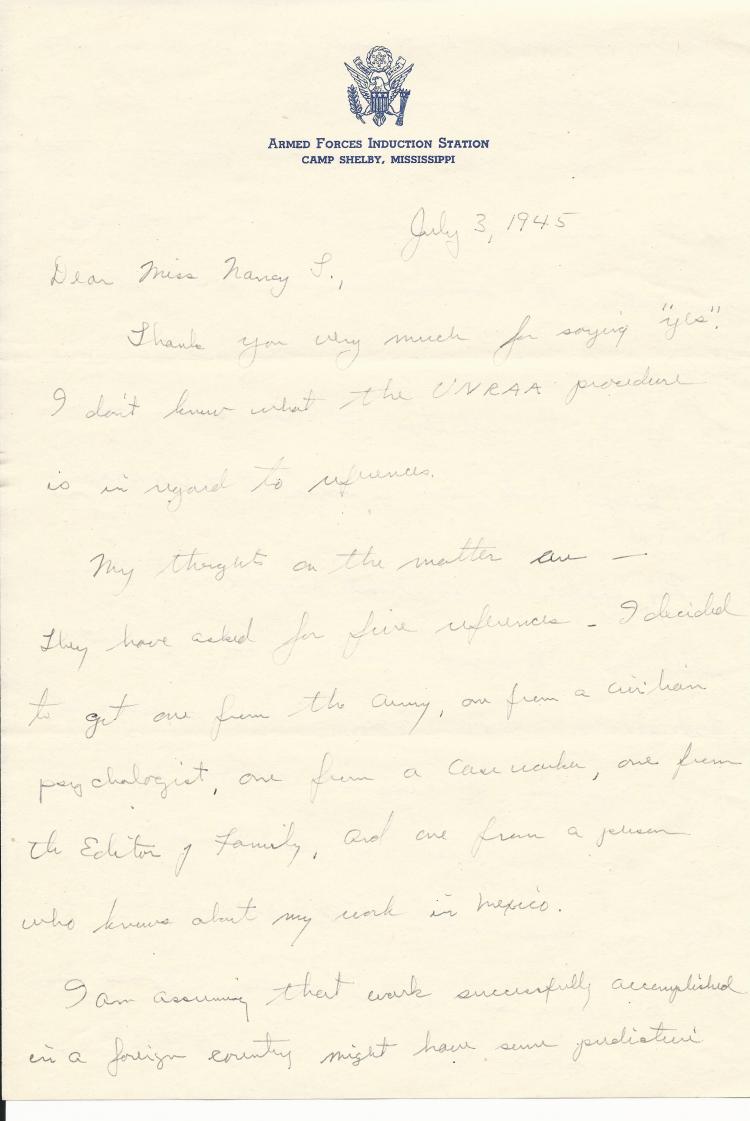 ARMED FORCES INDUCTION STATION
CAMP SHELBY, MISSISSIPPI
July 3, 1945
Dear Miss Nancy J.,
Thank you very much for saying "yes".
I don't know what the UNRAA procedure
is in regard to references.
My thoughts on the matter are —
They have asked for five references - I decided
to get one from the Army, one from a civilian
psychologist, one from a case worker, one from
the Editor of Family, and one from a person
who knows about my work in Mexico.
I am assuming that work successfully accomplished
in a foreign country might have some predictive